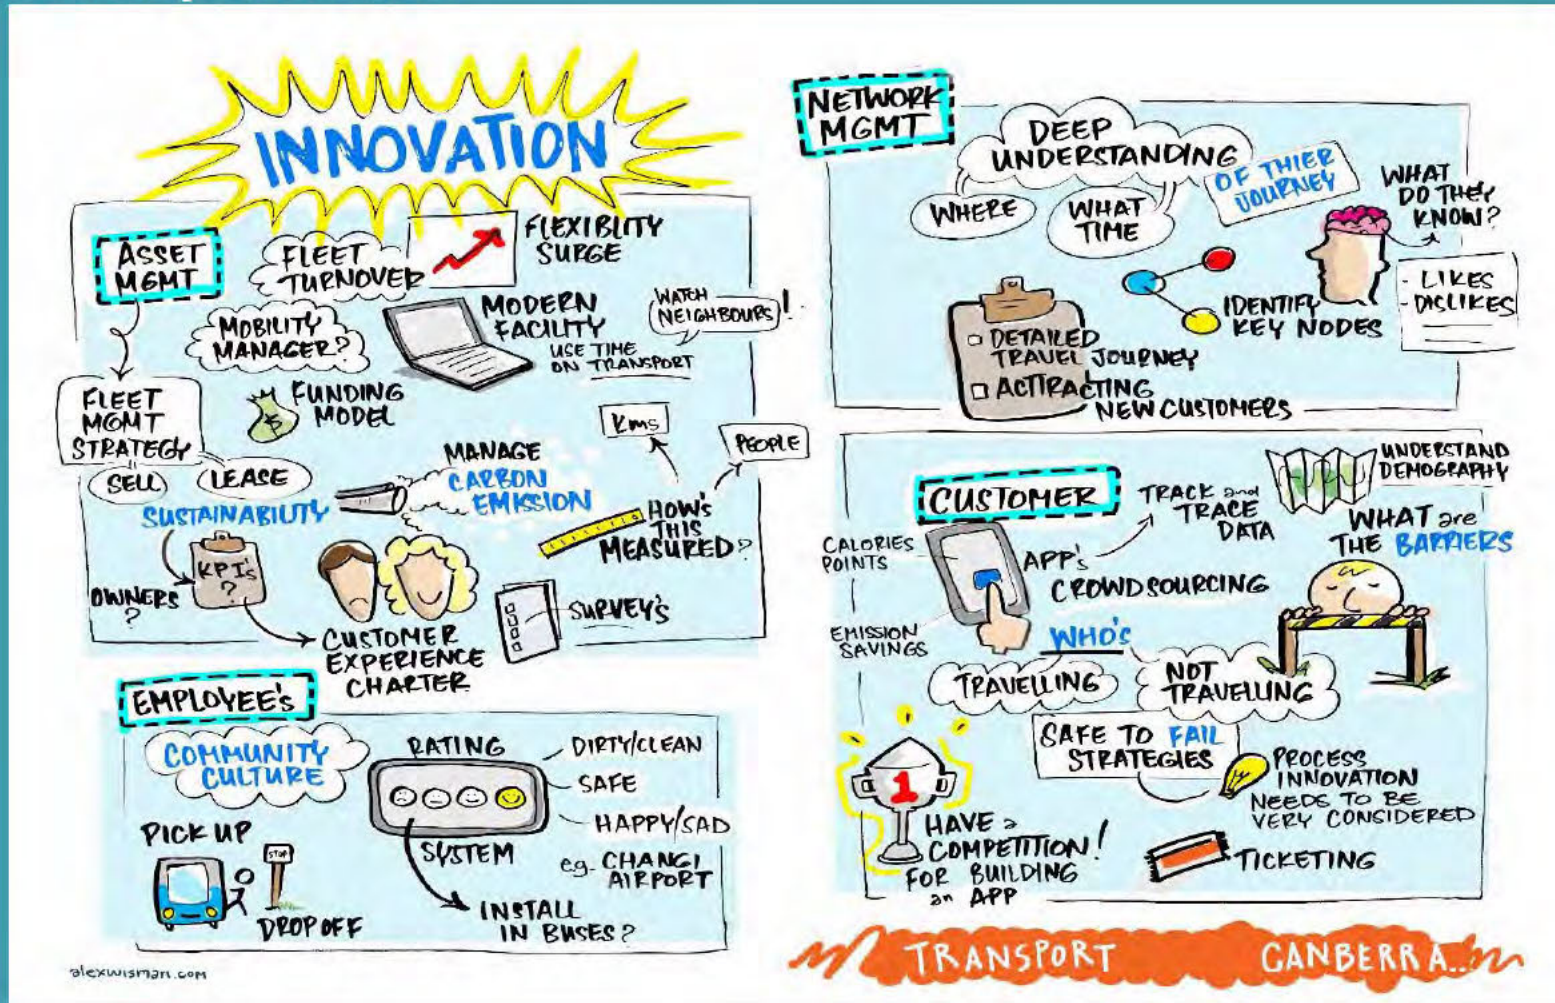 INNOVATION
ASSET
MGMT
FLEET
TURNOVER
FLEXIBLITY
SURGE
MOBILITY
MANAGER?
MODERN
FACILITY
USE TIME
ON TRANSPORT
WATCH
NEIGHBOURS!
FLEET
MGMT
STRATEGY
SELL
LEASE
$ FUNDING
MODEL
Kms
PEOPLE
MANAGE
CARBON
EMISSION
SUSTAINABILITY
HOW'S
THIS
MEASURED?
KPI's
?
OWNERS
?
CUSTOMER
EXPERIENCE
CHARTER
SURVEY'S
EMPLOYEE's
COMMUNITY
CULTURE
RATING
SYSTEM
DIRTY/CLEAN
SAFE
HAPPY/SAD
eg. CHANGI
AIRPORT
INSTALL
IN BUSES?
PICK UP
STOP
DROP OFF
alexwisman.com
NETWORK
MGMT
DEEP
UNDERSTANDING
OF THIER
JOURNEY
WHERE
WHAT
TIME
WHAT
DO THEY
KNOW?
- LIKES
- DISLIKES
IDENTIFY
KEY NODES
DETAILED
TRAVEL JOURNEY
ACTTRACTING
NEW CUSTOMERS
CUSTOMER
CALORIES
POINTS
EMISSION
SAVINGS
APP's
TRACK and
TRACE
DATA
CROWDSOURCING
UNDERSTAND
DEMOGRAPHY
WHAT are
THE BARRIERS
WHO's
TRAVELLING
NOT
TRAVELLING
SAFE TO FAIL
STRATEGIES
PROCESS
INNOVATION
NEEDS TO BE
VERY CONSIDERED
1
HAVE a
COMPETITION!
FOR BUILDING
an APP
TICKETING
TRANSPORT CANBERRA...